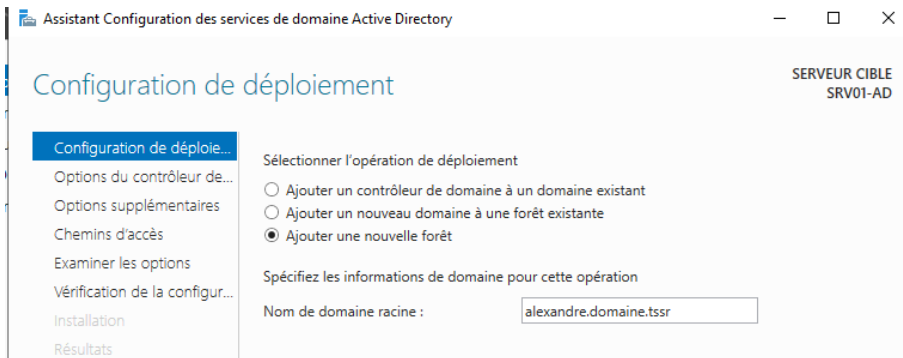 Assistant Configuration des services de domaine Active Directory
Configuration de déploiement
SERVEUR CIBLE
SRV01-AD
Configuration de déploie...
Options du contrôleur de...
Options supplémentaires
Chemins d'accès
Examiner les options
Vérification de la configur...
Installation
Résultats
Sélectionner l'opération de déploiement
Ajouter un contrôleur de domaine à un domaine existant
Ajouter un nouveau domaine à une forêt existante
Ajouter une nouvelle forêt
Spécifiez les informations de domaine pour cette opération
Nom de domaine racine : alexandre.domaine.tssr